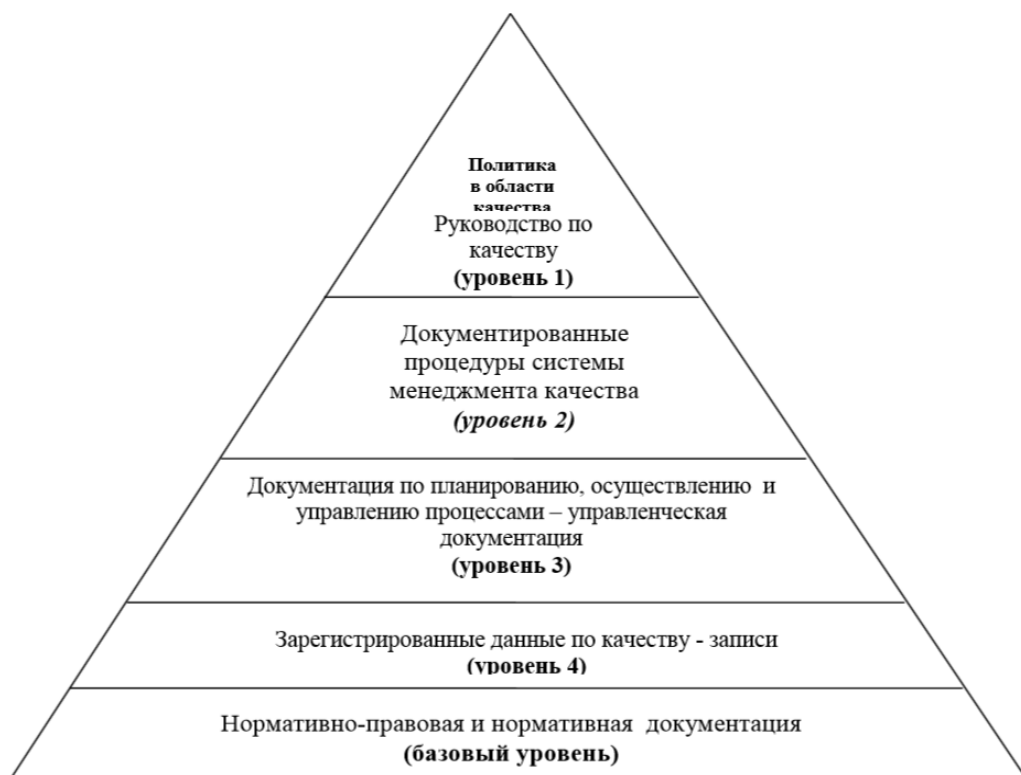 Политика
в области
качества
Руководство по
качеству
(уровень 1)
Документированные
процедуры системы
менеджмента качества
(уровень 2)
Документация по планированию, осуществлению и
управлению процессами – управленческая
документация
(уровень 3)
Зарегистрированные данные по качеству - записи
(уровень 4)
Нормативно-правовая и нормативная документация
(базовый уровень)